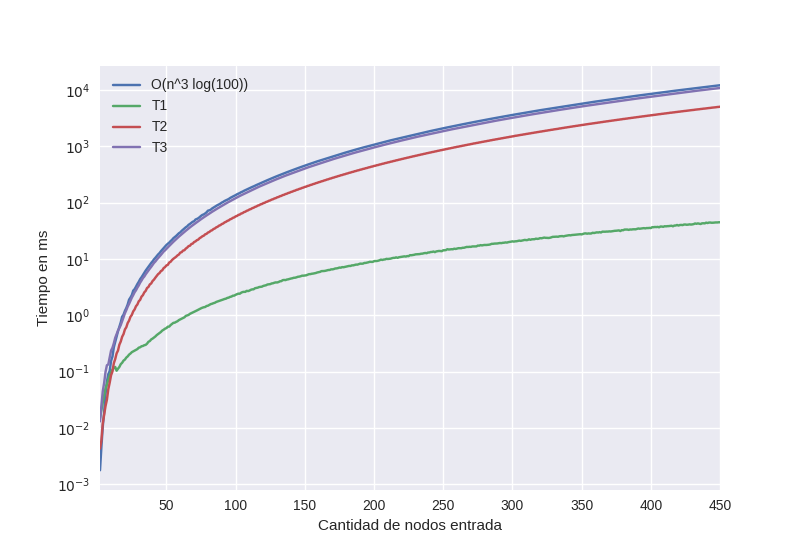 O(n^3 log(100))
T1
T2
T3
10^4
10^3
10^2
10^1
10^0
10^−1
10^−2
10^−3
Tiempo en ms
50 100 150 200 250 300 350 400 450
Cantidad de nodos entrada